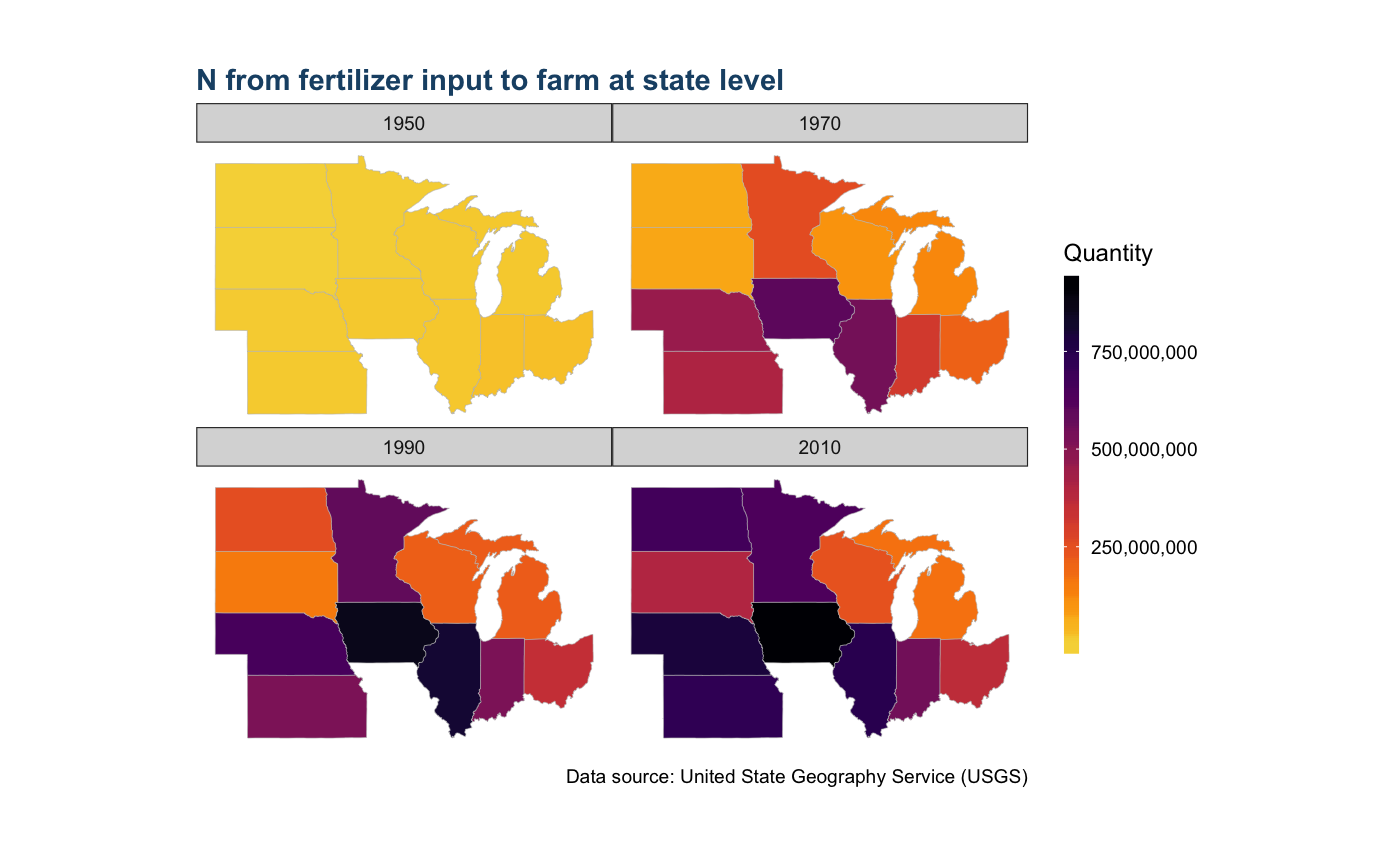 N from fertilizer input to farm at state level
1950
1970
Quantity
750,000,000
500,000,000
250,000,000
1990
2010
Data source: United State Geography Service (USGS)